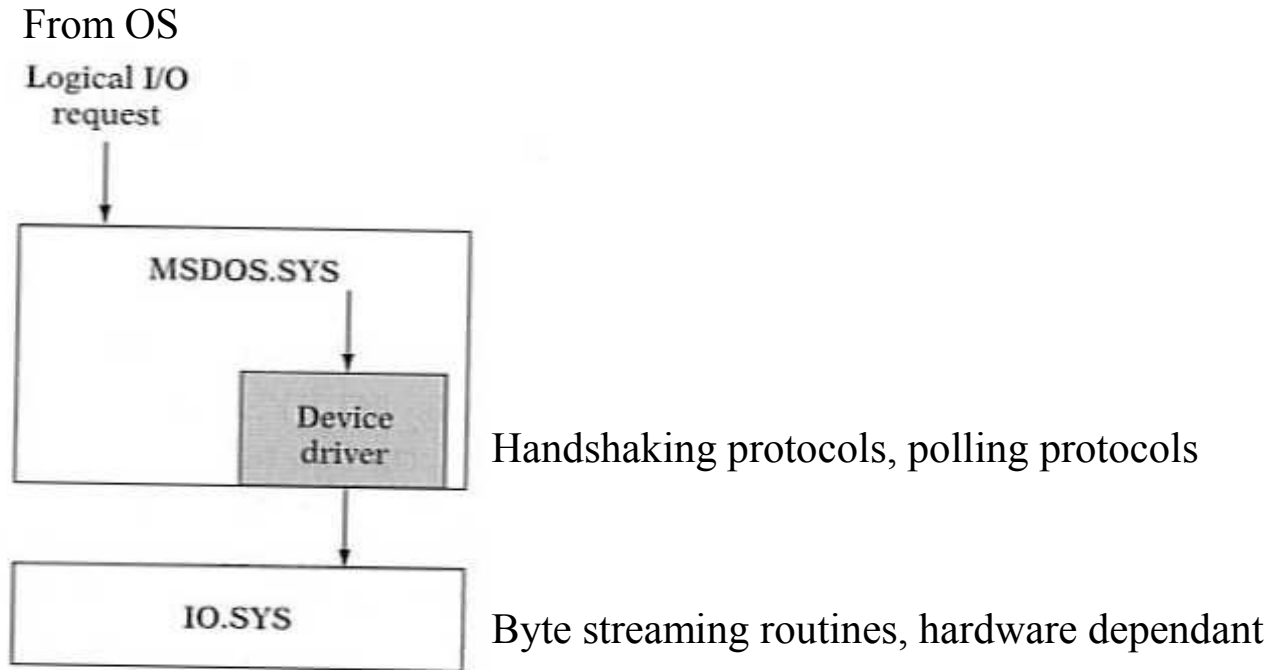 From OS
Logical I/O
request
MSDOS.SYS
Device
driver
Handshaking protocols, polling protocols
IO.SYS
Byte streaming routines, hardware dependant